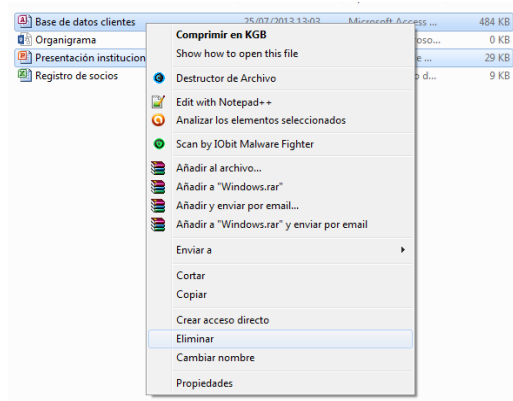 Base de datos clientes 25/07/2013 13:03 Microsoft Access ... 484 KB
Organigrama oso... 0 KB
Presentación institucion e ... 29 KB
Registro de socios o d... 9 KB
Comprimir en KGB
Show how to open this file
Destructor de Archivo
Edit with Notepad++
Analizar los elementos seleccionados
Scan by IObit Malware Fighter
Añadir al archivo...
Añadir a "Windows.rar"
Añadir y enviar por email...
Añadir a "Windows.rar" y enviar por email
Enviar a
Cortar
Copiar
Crear acceso directo
Eliminar
Cambiar nombre
Propiedades